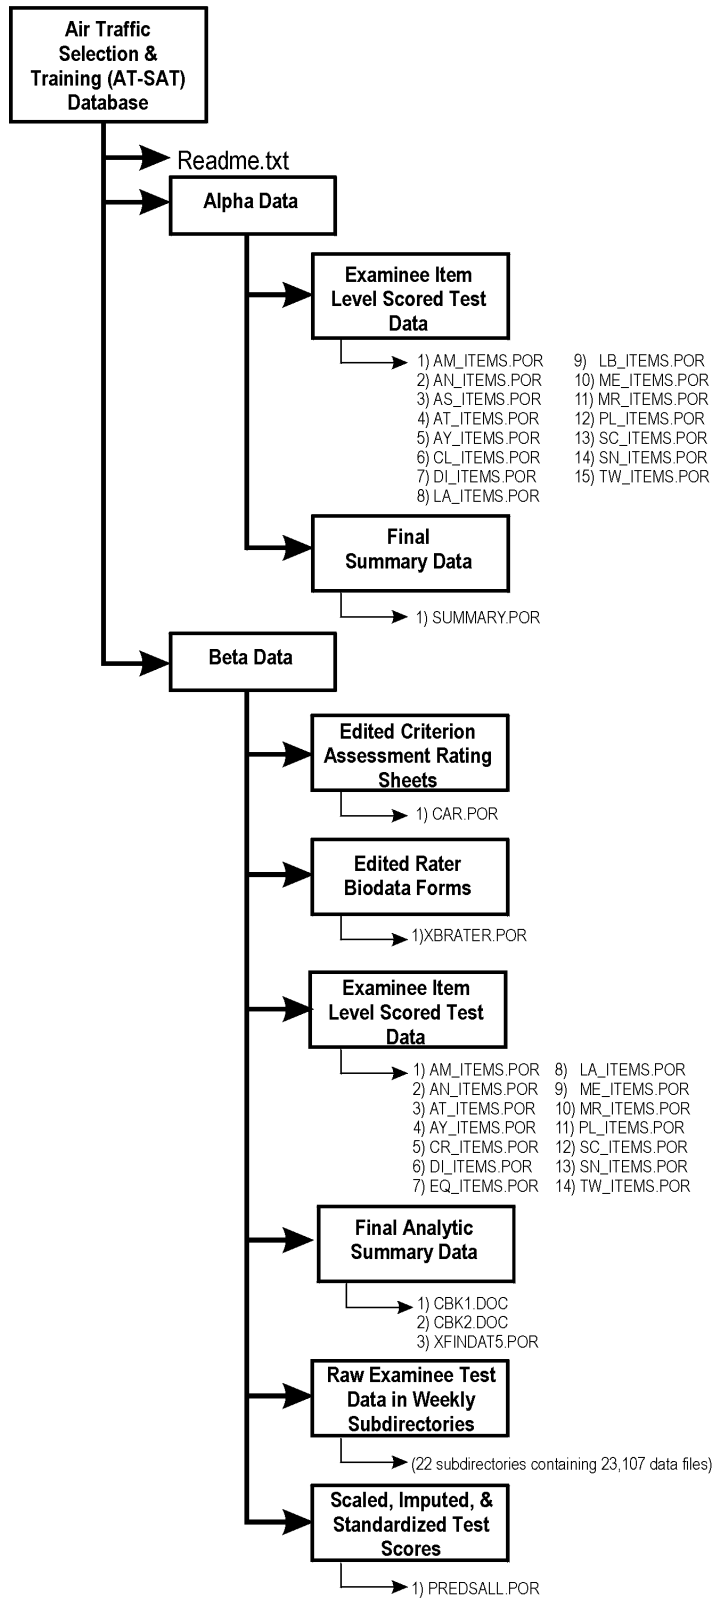 Air Traffic
Selection &
Training (AT-SAT)
Database
Readme.txt
Alpha Data
Examinee Item
Level Scored Test
Data
1) AM_ITEMS.POR 9) LB_ITEMS.POR
2) AN_ITEMS.POR 10) ME_ITEMS.POR
3) AS_ITEMS.POR 11) MR_ITEMS.POR
4) AT_ITEMS.POR 12) PL_ITEMS.POR
5) AY_ITEMS.POR 13) SC_ITEMS.POR
6) CL_ITEMS.POR 14) SN_ITEMS.POR
7) DI_ITEMS.POR 15) TW_ITEMS.POR
8) LA_ITEMS.POR
Final
Summary Data
1) SUMMARY.POR
Beta Data
Edited Criterion
Assessment Rating
Sheets
1) CAR.POR
Edited Rater
Biodata Forms
1)XBRATER.POR
Examinee Item
Level Scored Test
Data
1) AM_ITEMS.POR 8) LA_ITEMS.POR
2) AN_ITEMS.POR 9) ME_ITEMS.POR
3) AT_ITEMS.POR 10) MR_ITEMS.POR
4) AY_ITEMS.POR 11) PL_ITEMS.POR
5) CR_ITEMS.POR 12) SC_ITEMS.POR
6) DI_ITEMS.POR 13) SN_ITEMS.POR
7) EQ_ITEMS.POR 14) TW_ITEMS.POR
Final Analytic
Summary Data
1) CBK1.DOC
2) CBK2.DOC
3) XFINDAT5.POR
Raw Examinee Test
Data in Weekly
Subdirectories
(22 subdirectories containing 23,107 data files)
Scaled, Imputed, &
Standardized Test
Scores
1) PREDSALL.POR